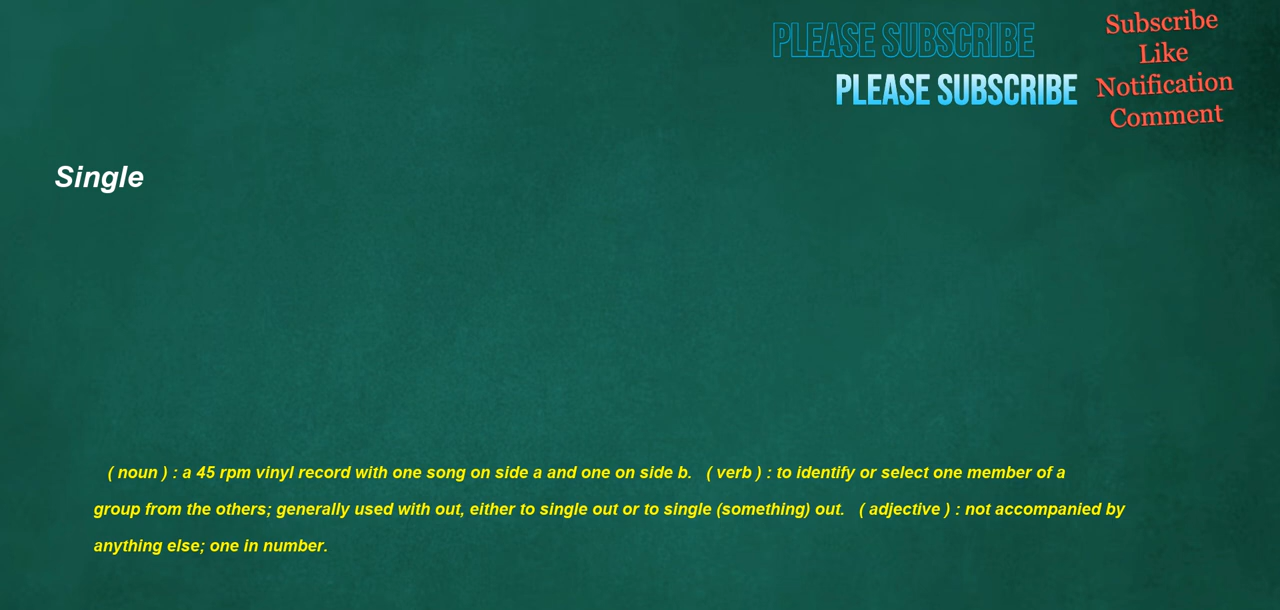 PLEASE SUBSCRIBE
PLEASE SUBSCRIBE
Subscribe
Like
Notification
Comment
Single
( noun ) : a 45 rpm vinyl record with one song on side a and one on side b. ( verb ) : to identify or select one member of a
group from the others; generally used with out, either to single out or to single (something) out. ( adjective ) : not accompanied by
anything else; one in number.